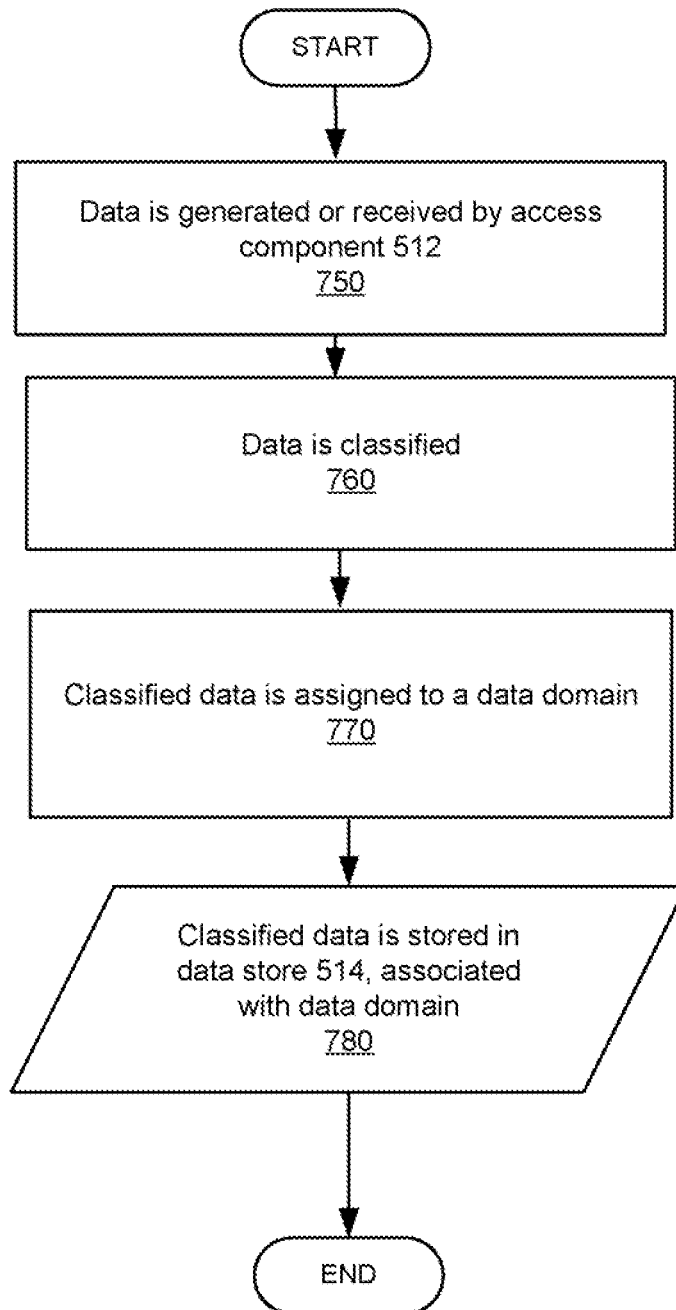 START
Data is generated or received by access
component 512
750
Data is classified
760
Classified data is assigned to a data domain
770
Classified data is stored in
data store 514, associated
with data domain
780
END